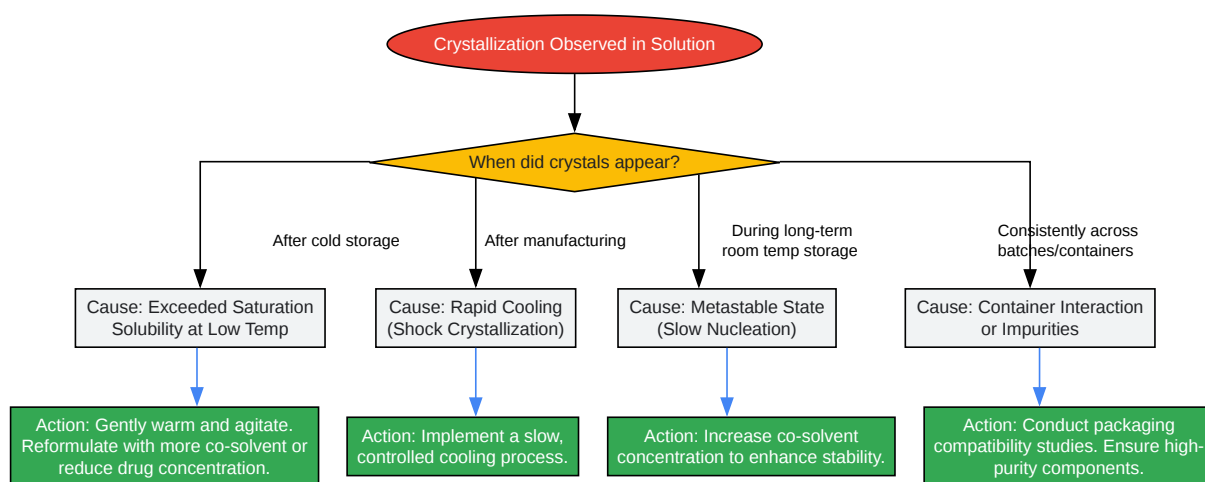 Crystallization Observed in Solution
When did crystals appear?
After cold storage
After manufacturing
During long-term
room temp storage
Consistently across
batches/containers
Cause: Exceeded Saturation
Solubility at Low Temp
Cause: Rapid Cooling
(Shock Crystallization)
Cause: Metastable State
(Slow Nucleation)
Cause: Container Interaction
or Impurities
Action: Gently warm and agitate.
Reformulate with more co-solvent or
reduce drug concentration.
Action: Implement a slow,
controlled cooling process.
Action: Increase co-solvent
concentration to enhance stability.
Action: Conduct packaging
compatibility studies. Ensure high-
purity components.